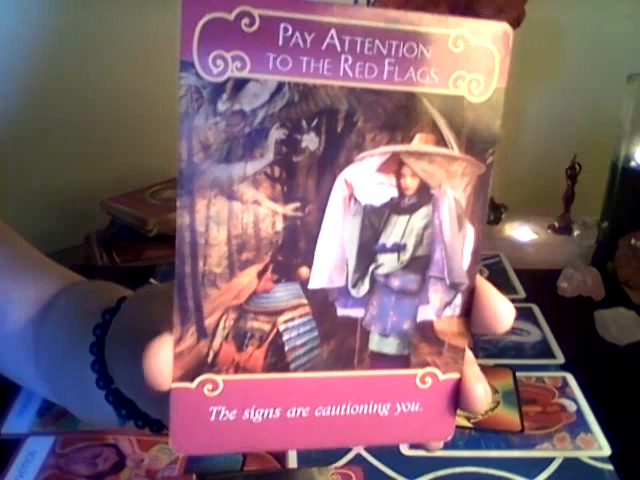 Pay Attention
to the Red Flags
The signs are cautioning you.